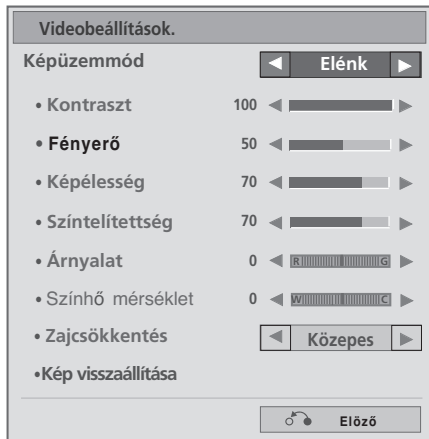 Videobeállítások.
Képüzemmód ◀ Elénk ▶
• Kontraszt 100 ◀ ▶
• Fényerő 50 ◀ ▶
• Képélesség 70 ◀ ▶
• Színtelítettség 70 ◀ ▶
• Árnyalat 0 ◀ R G ▶
• Színhő mérséklet 0 ◀ W C ▶
• Zajcsökkentés ◀ Közepes ▶
•Kép visszaállítása
Elözö